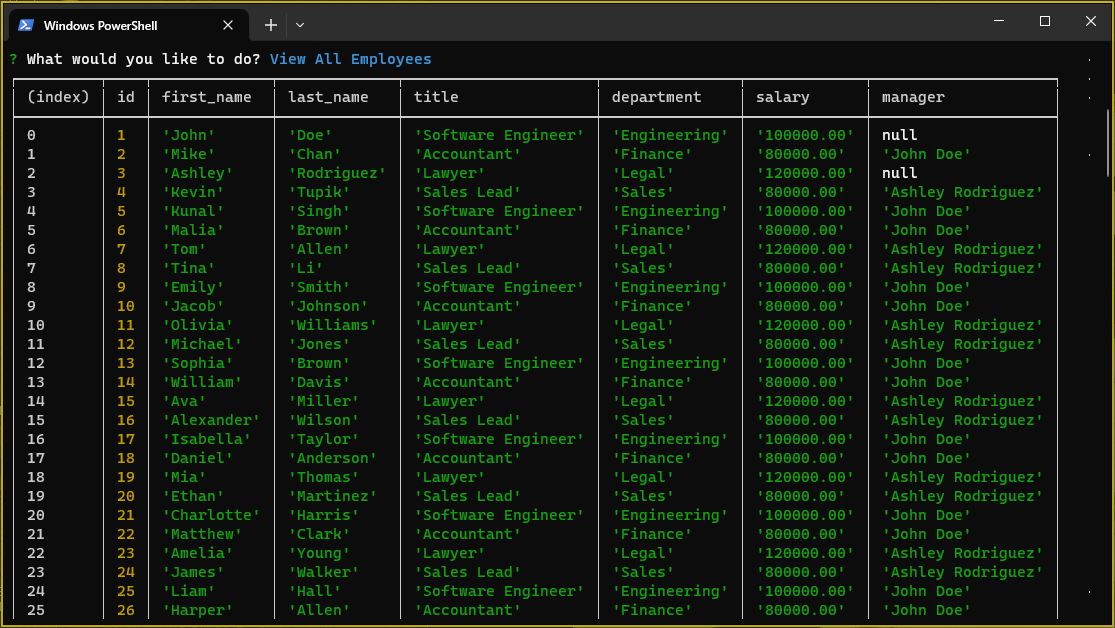 Windows PowerShell
? What would you like to do? View All Employees
(index) id first_name last_name title department salary manager
0 1 'John' 'Doe' 'Software Engineer' 'Engineering' '100000.00' null
1 2 'Mike' 'Chan' 'Accountant' 'Finance' '80000.00' 'John Doe'
2 3 'Ashley' 'Rodriguez' 'Lawyer' 'Legal' '120000.00' null
3 4 'Kevin' 'Tupik' 'Sales Lead' 'Sales' '80000.00' 'Ashley Rodriguez'
4 5 'Kunal' 'Singh' 'Software Engineer' 'Engineering' '100000.00' 'John Doe'
5 6 'Malia' 'Brown' 'Accountant' 'Finance' '80000.00' 'John Doe'
6 7 'Tom' 'Allen' 'Lawyer' 'Legal' '120000.00' 'Ashley Rodriguez'
7 8 'Tina' 'Li' 'Sales Lead' 'Sales' '80000.00' 'Ashley Rodriguez'
8 9 'Emily' 'Smith' 'Software Engineer' 'Engineering' '100000.00' 'John Doe'
9 10 'Jacob' 'Johnson' 'Accountant' 'Finance' '80000.00' 'John Doe'
10 11 'Olivia' 'Williams' 'Lawyer' 'Legal' '120000.00' 'Ashley Rodriguez'
11 12 'Michael' 'Jones' 'Sales Lead' 'Sales' '80000.00' 'Ashley Rodriguez'
12 13 'Sophia' 'Brown' 'Software Engineer' 'Engineering' '100000.00' 'John Doe'
13 14 'William' 'Davis' 'Accountant' 'Finance' '80000.00' 'John Doe'
14 15 'Ava' 'Miller' 'Lawyer' 'Legal' '120000.00' 'Ashley Rodriguez'
15 16 'Alexander' 'Wilson' 'Sales Lead' 'Sales' '80000.00' 'Ashley Rodriguez'
16 17 'Isabella' 'Taylor' 'Software Engineer' 'Engineering' '100000.00' 'John Doe'
17 18 'Daniel' 'Anderson' 'Accountant' 'Finance' '80000.00' 'John Doe'
18 19 'Mia' 'Thomas' 'Lawyer' 'Legal' '120000.00' 'Ashley Rodriguez'
19 20 'Ethan' 'Martinez' 'Sales Lead' 'Sales' '80000.00' 'Ashley Rodriguez'
20 21 'Charlotte' 'Harris' 'Software Engineer' 'Engineering' '100000.00' 'John Doe'
21 22 'Matthew' 'Clark' 'Accountant' 'Finance' '80000.00' 'John Doe'
22 23 'Amelia' 'Young' 'Lawyer' 'Legal' '120000.00' 'Ashley Rodriguez'
23 24 'James' 'Walker' 'Sales Lead' 'Sales' '80000.00' 'Ashley Rodriguez'
24 25 'Liam' 'Hall' 'Software Engineer' 'Engineering' '100000.00' 'John Doe'
25 26 'Harper' 'Allen' 'Accountant' 'Finance' '80000.00' 'John Doe'